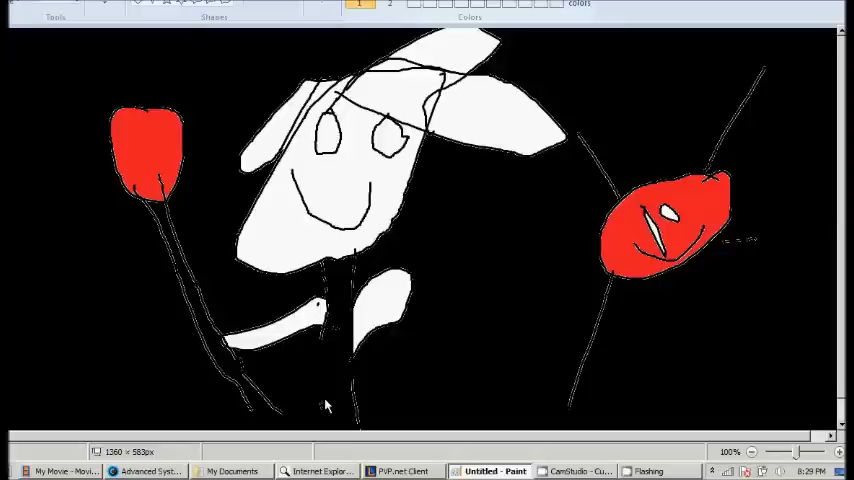 1 2 colors
Tools Shapes Colors
1360 × 583px 100%
My Movie - Movi... Advanced Syst... My Documents Internet Explor... PVP.net Client Untitled - Paint CamStudio - Cu... Flashing 8:29 PM